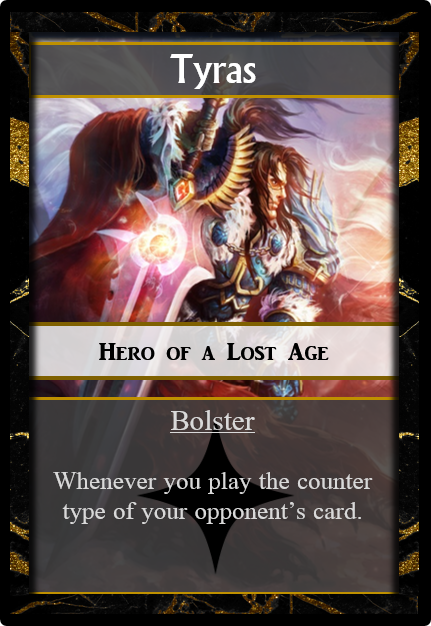 Tyras
Hero of a Lost Age
Bolster
Whenever you play the counter
type of your opponent’s card.